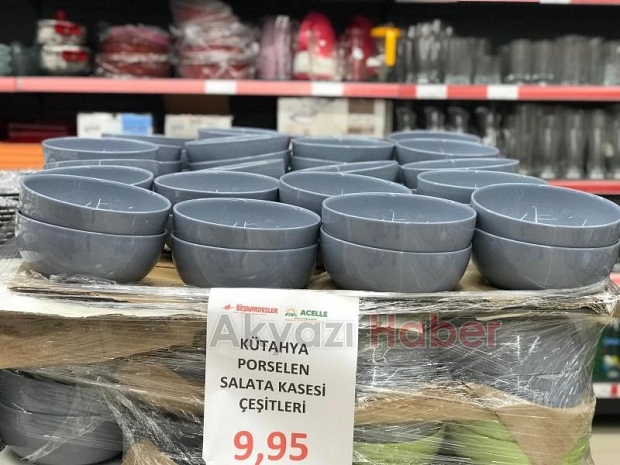 BEŞKARDEŞLER ACELLE
Akyazı Haber
KÜTAHYA
PORSELEN
SALATA KASESİ
ÇEŞİTLERİ
9,95